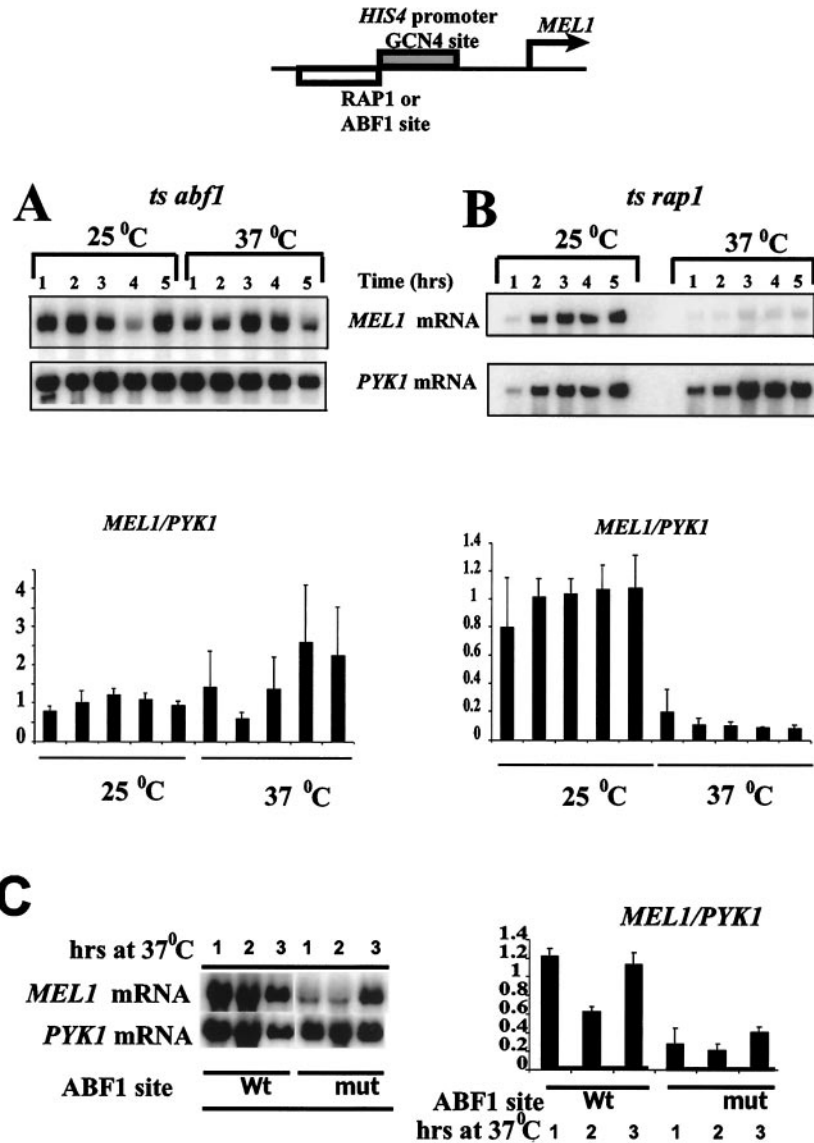 HIS4 promoter
GCN4 site
MEL1
RAP1 or
ABF1 site
A
ts abf1
25 ⁰C 37 ⁰C
1 2 3 4 5 1 2 3 4 5
B
ts rap1
25 ⁰C 37 ⁰C
Time (hrs) 1 2 3 4 5 1 2 3 4 5
MEL1 mRNA
PYK1 mRNA
MEL1/PYK1
4
3
2
1
0
25 ⁰C 37 ⁰C
MEL1/PYK1
1.4
1.2
1
0.8
0.6
0.4
0.2
0
25 ⁰C 37 ⁰C
C
hrs at 37⁰C 1 2 3 1 2 3
MEL1 mRNA
PYK1 mRNA
ABF1 site Wt mut
MEL1/PYK1
1.4
1.2
0.8
0.6
0.4
0
ABF1 site Wt mut
hrs at 37⁰C 1 2 3 1 2 3